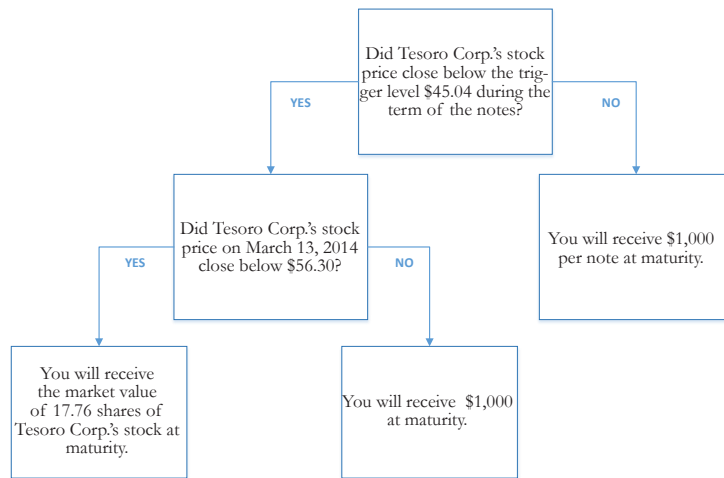 Did Tesoro Corp.'s stock
price close below the trig-
ger level $45.04 during the
term of the notes?
YES
NO
Did Tesoro Corp.'s stock
price on March 13, 2014
close below $56.30?
You will receive $1,000
per note at maturity.
YES
NO
You will receive
the market value
of 17.76 shares of
Tesoro Corp.'s stock at
maturity.
You will receive $1,000
at maturity.